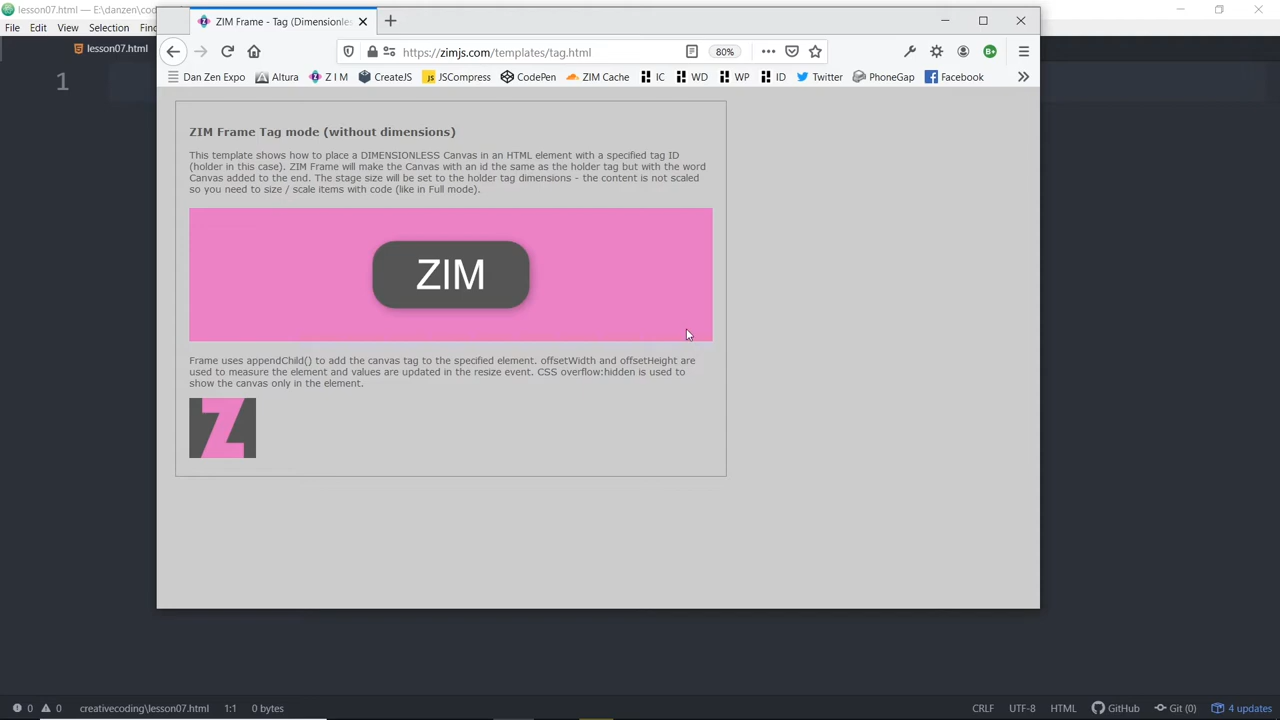 lesson07.html — E:\danzen\cod
File Edit View Selection Fin
lesson07.html
1
ZIM Frame - Tag (Dimensionles
https://zimjs.com/templates/tag.html
80%
Dan Zen Expo Altura Z I M CreateJS JSCompress CodePen ZIM Cache IC WD WP ID Twitter PhoneGap Facebook
ZIM Frame Tag mode (without dimensions)
This template shows how to place a DIMENSIONLESS Canvas in an HTML element with a specified tag ID
(holder in this case). ZIM Frame will make the Canvas with an id the same as the holder tag but with the word
Canvas added to the end. The stage size will be set to the holder tag dimensions - the content is not scaled
so you need to size / scale items with code (like in Full mode).
ZIM
Frame uses appendChild() to add the canvas tag to the specified element. offsetWidth and offsetHeight are
used to measure the element and values are updated in the resize event. CSS overflow:hidden is used to
show the canvas only in the element.
Z
0 0 creativecoding\lesson07.html 1:1 0 bytes CRLF UTF-8 HTML GitHub Git (0) 4 updates